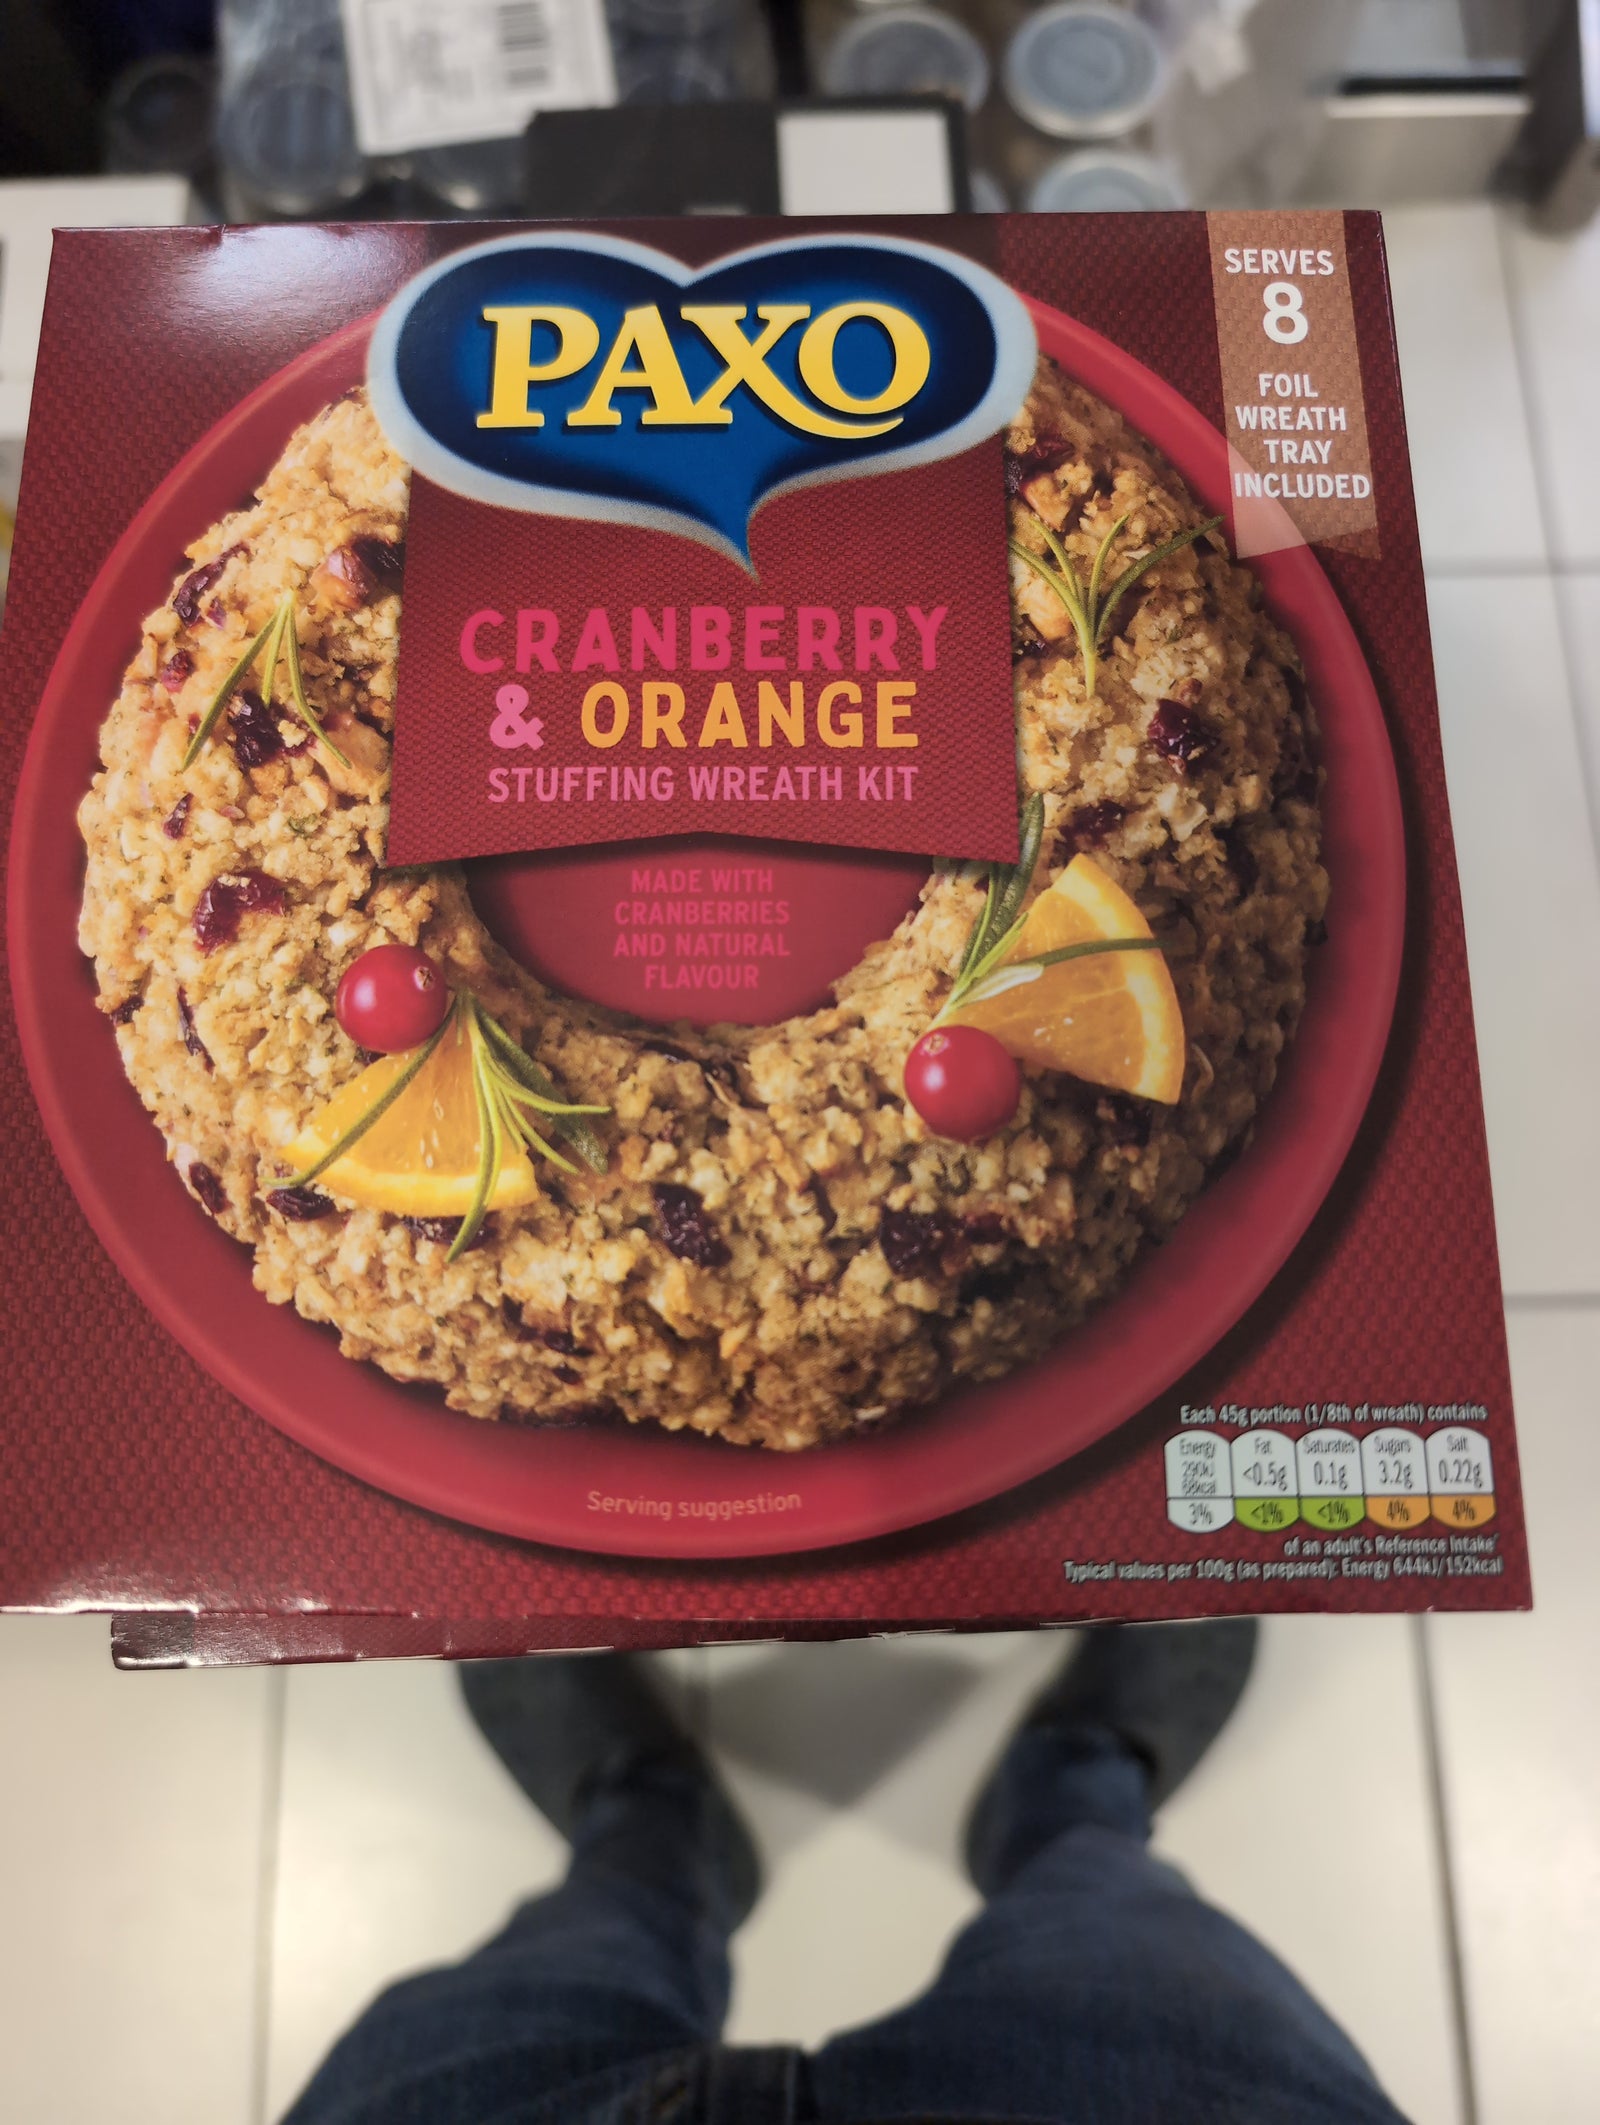 PAXO
SERVES
8
FOIL
WREATH
TRAY
INCLUDED
CRANBERRY
& ORANGE
STUFFING WREATH KIT
MADE WITH
CRANBERRIES
AND NATURAL
FLAVOUR
Serving suggestion
Each 45g portion (1/8th of wreath) contains
Energy Fat Saturates Sugars Salt
290kJ <0.5g 0.1g 3.2g 0.22g
68kcal
3% <1% <1% 4% 4%
of an adult's Reference Intake*
Typical values per 100g (as prepared): Energy 644kJ/152kcal